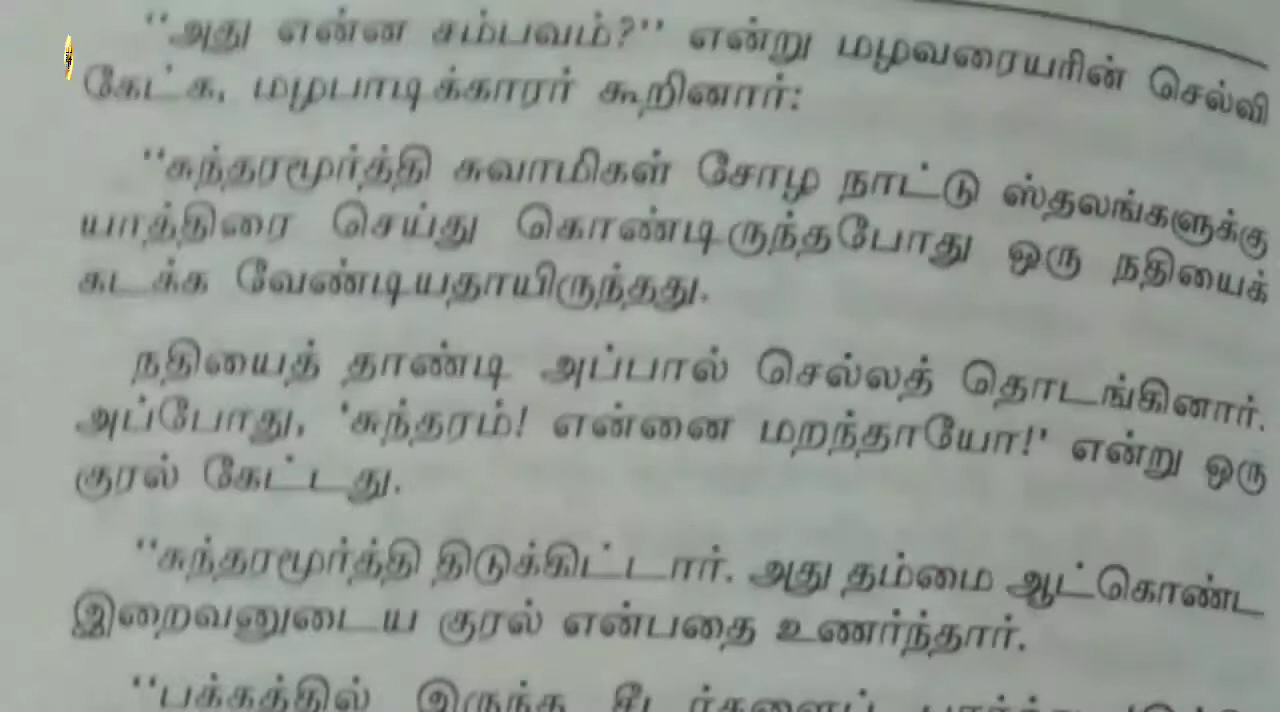 “அது என்ன சம்பவம்?” என்று மழவரையரின் செல்வி
கேட்க, மழபாடிக்காரர் கூறினார்:
“சுந்தரமூர்த்தி சுவாமிகள் சோழ நாட்டு ஸ்தலங்களுக்கு
யாத்திரை செய்து கொண்டிருந்தபோது ஒரு நதியைக்
கடக்க வேண்டியதாயிருந்தது.
நதியைத் தாண்டி அப்பால் செல்லத் தொடங்கினார்.
அப்போது, ‘சுந்தரம்! என்னை மறந்தாயோ!’ என்று ஒரு
குரல் கேட்டது.
“சுந்தரமூர்த்தி திடுக்கிட்டார். அது தம்மை ஆட்கொண்ட
இறைவனுடைய குரல் என்பதை உணர்ந்தார்.
“பக்கத்தில் இருந்த சீடர்களைப்